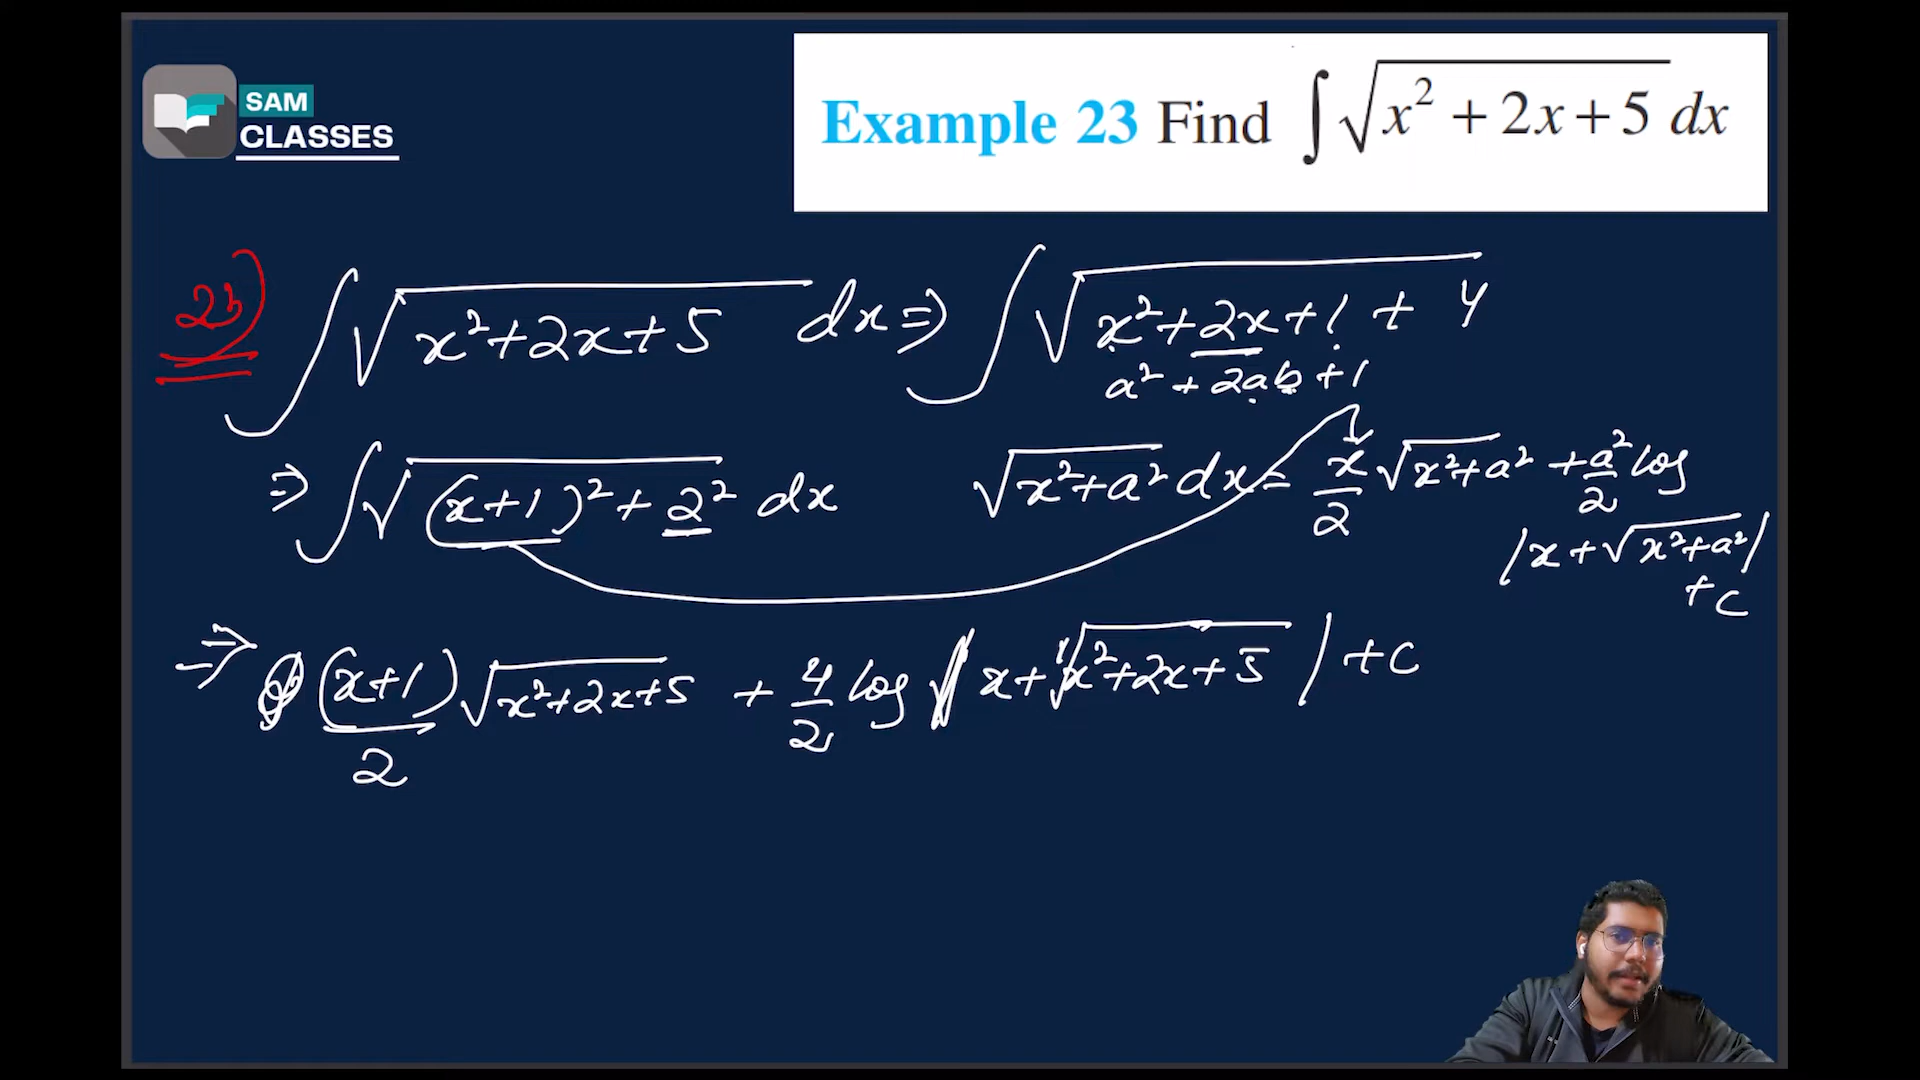 SAM
CLASSES
Example 23 Find ∫√(x² + 2x + 5) dx
23)
∫√(x²+2x+5) dx ⇒ ∫√(x²+2x+1 + 4)
a² + 2ab + 1
⇒ ∫√((x+1)² + 2²) dx
√(x²+a²) dx = x/2 √(x²+a²) + a²/2 log
|x + √(x²+a²)|
+c
⇒ (x+1)/2 √(x²+2x+5) + 4/2 log | x + √(x²+2x+5) | + c